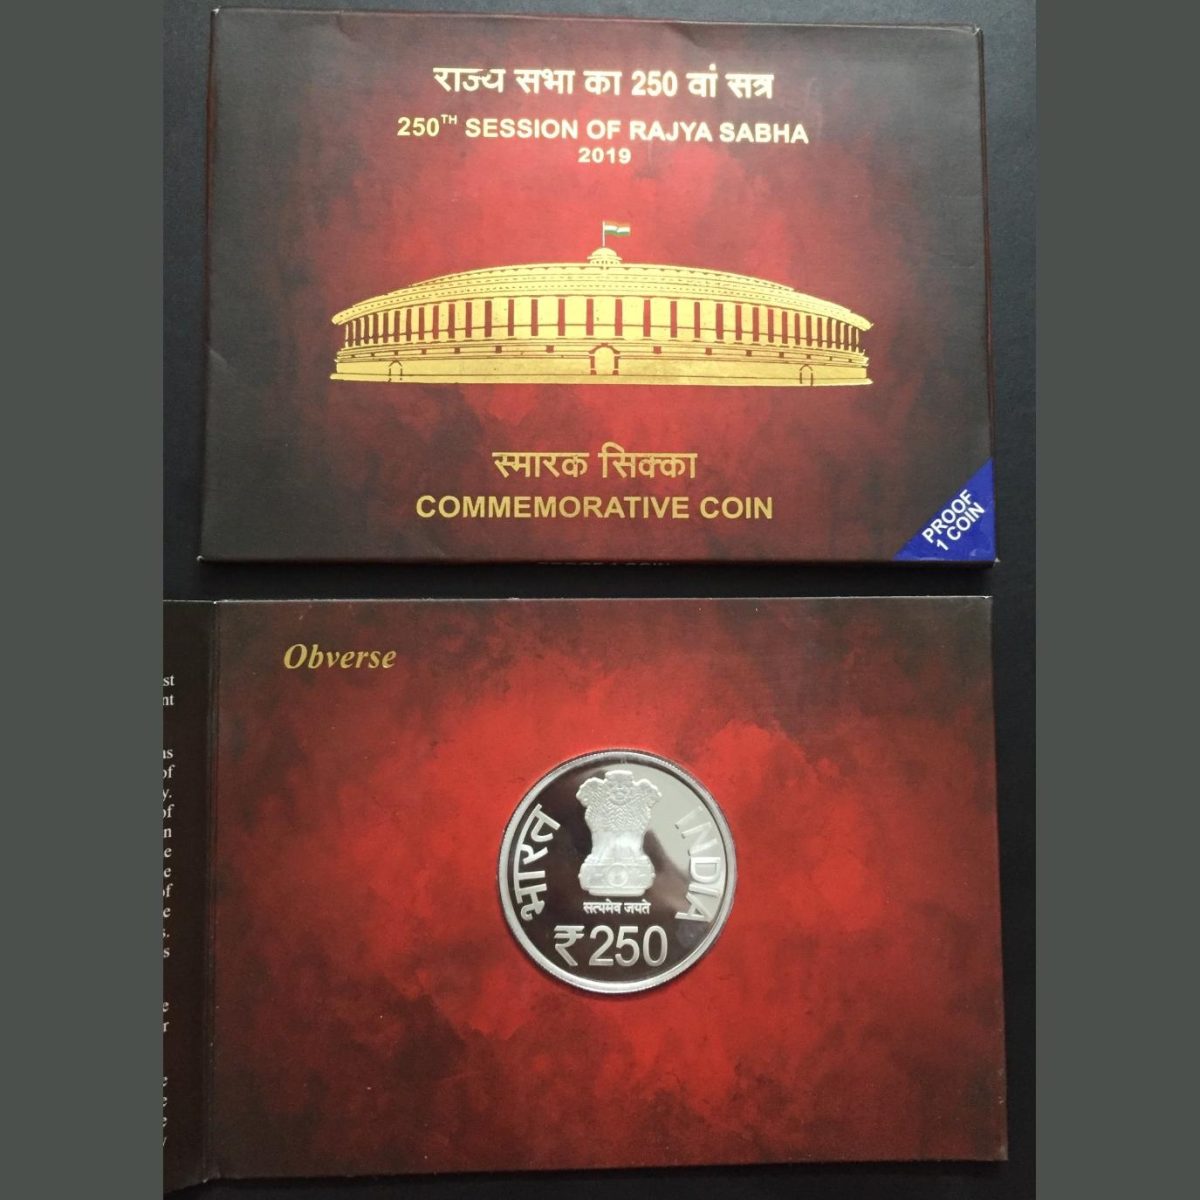 राज्य सभा का 250 वां सत्र
250TH SESSION OF RAJYA SABHA
2019
स्मारक सिक्का
COMMEMORATIVE COIN
PROOF
1 COIN
Obverse
भारत
INDIA
सत्यमेव जयते
₹250